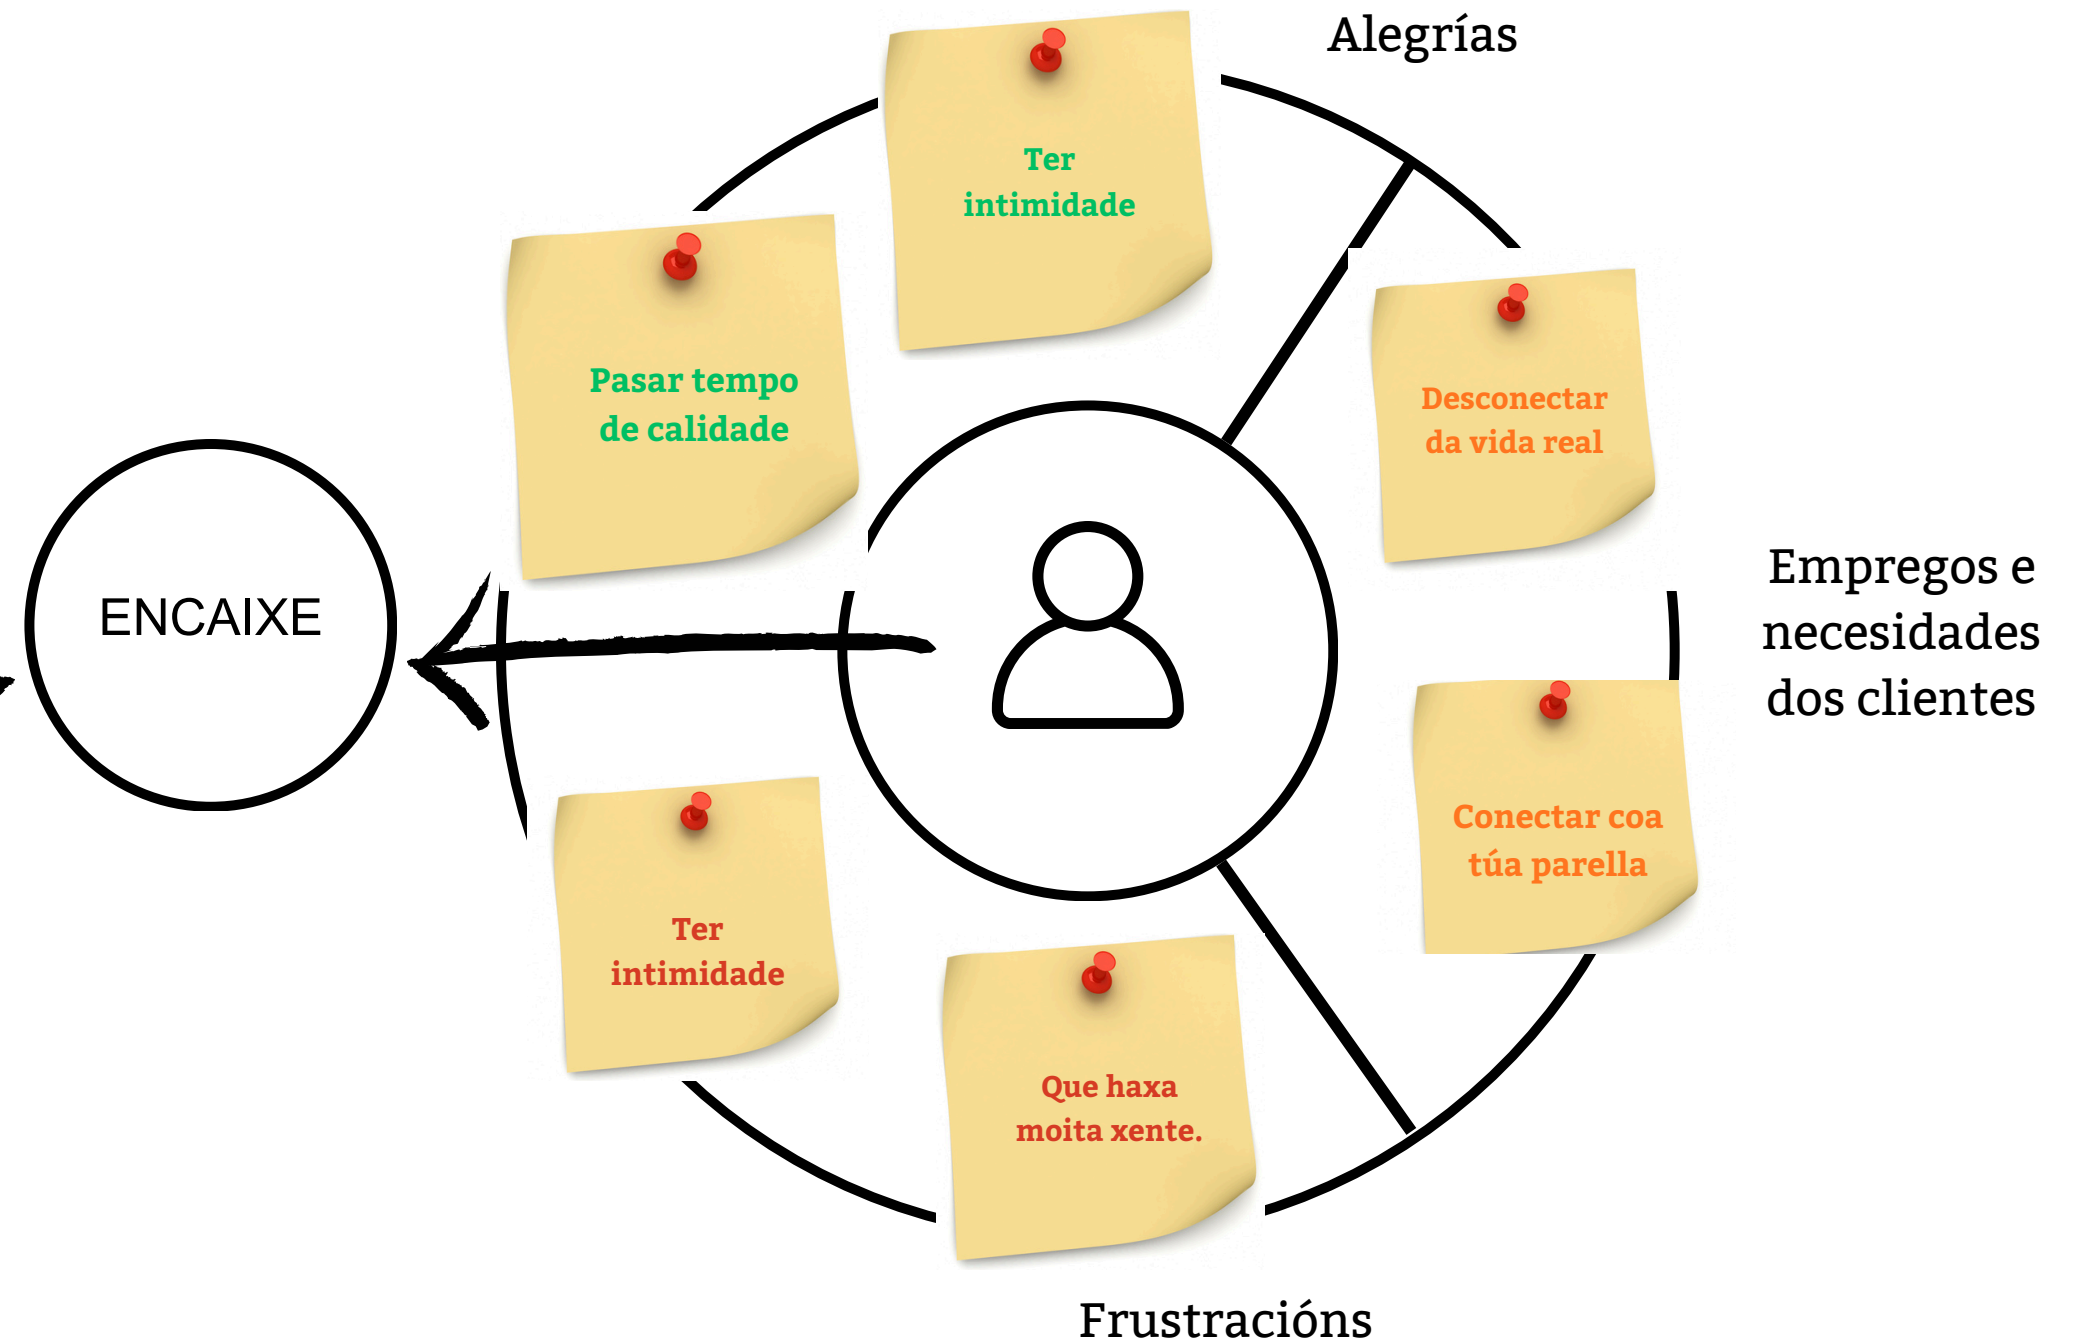 Alegrías
Ter
intimidade
Pasar tempo
de calidade
Desconectar
da vida real
ENCAIXE
Empregos e
necesidades
dos clientes
Conectar coa
túa parella
Ter
intimidade
Que haxa
moita xente.
Frustracións